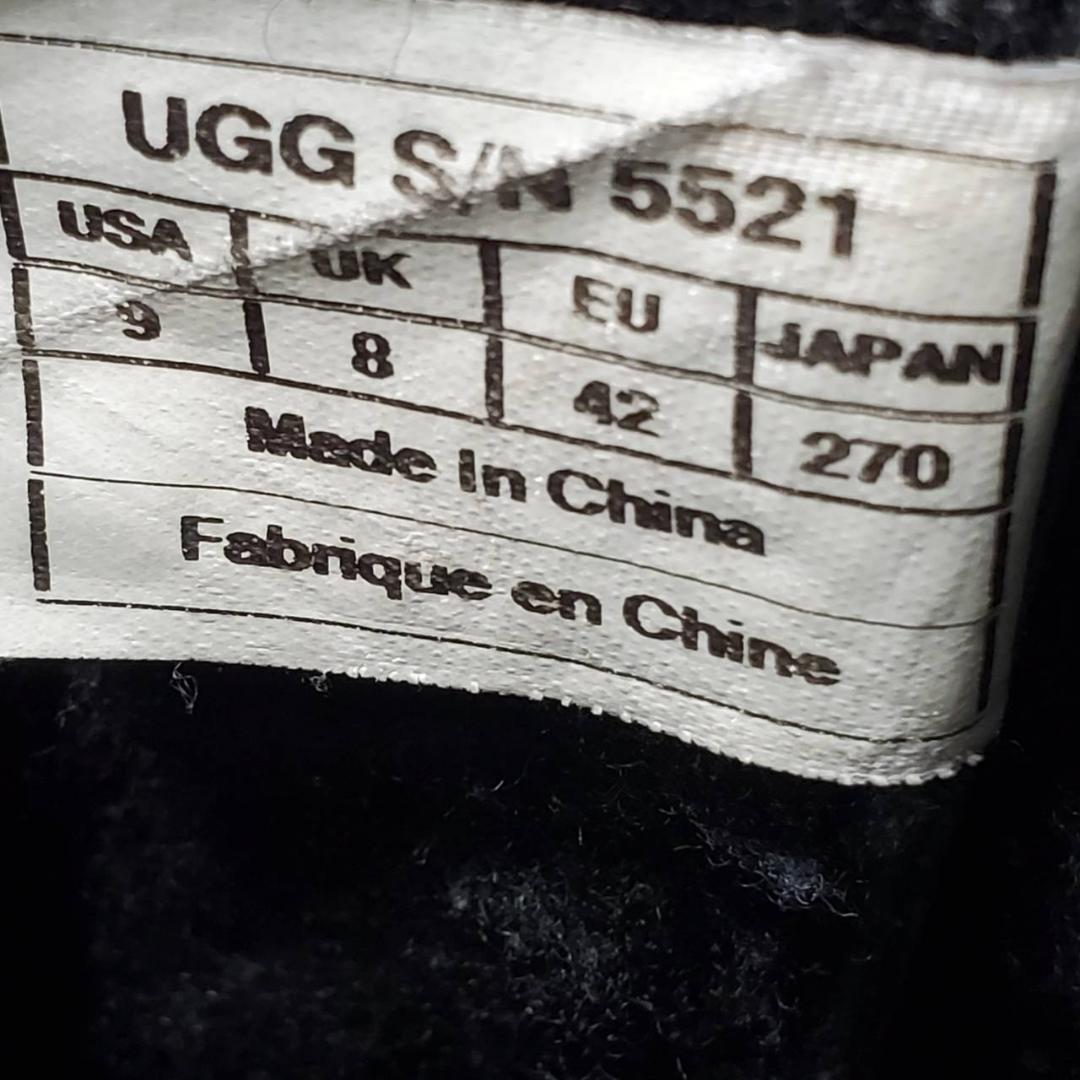 UGG S/N 5521
USA UK EU JAPAN
9 8 42 270
Made In China
Fabrique en Chine